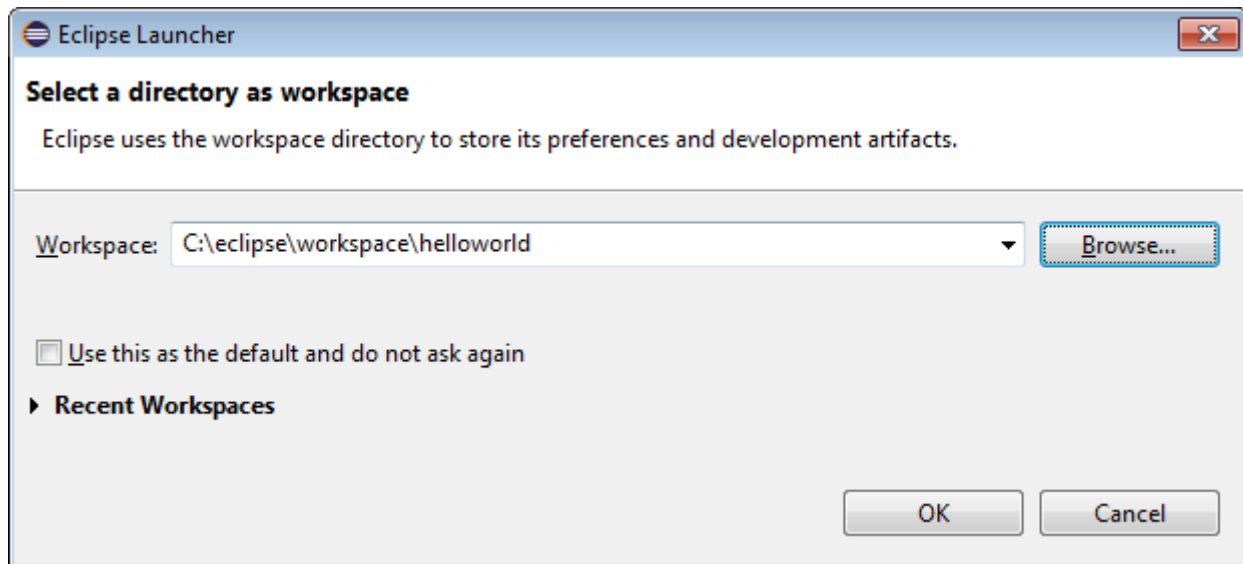 Eclipse Launcher
Select a directory as workspace
Eclipse uses the workspace directory to store its preferences and development artifacts.
Workspace: C:\eclipse\workspace\helloworld Browse...
Use this as the default and do not ask again
Recent Workspaces
OK Cancel